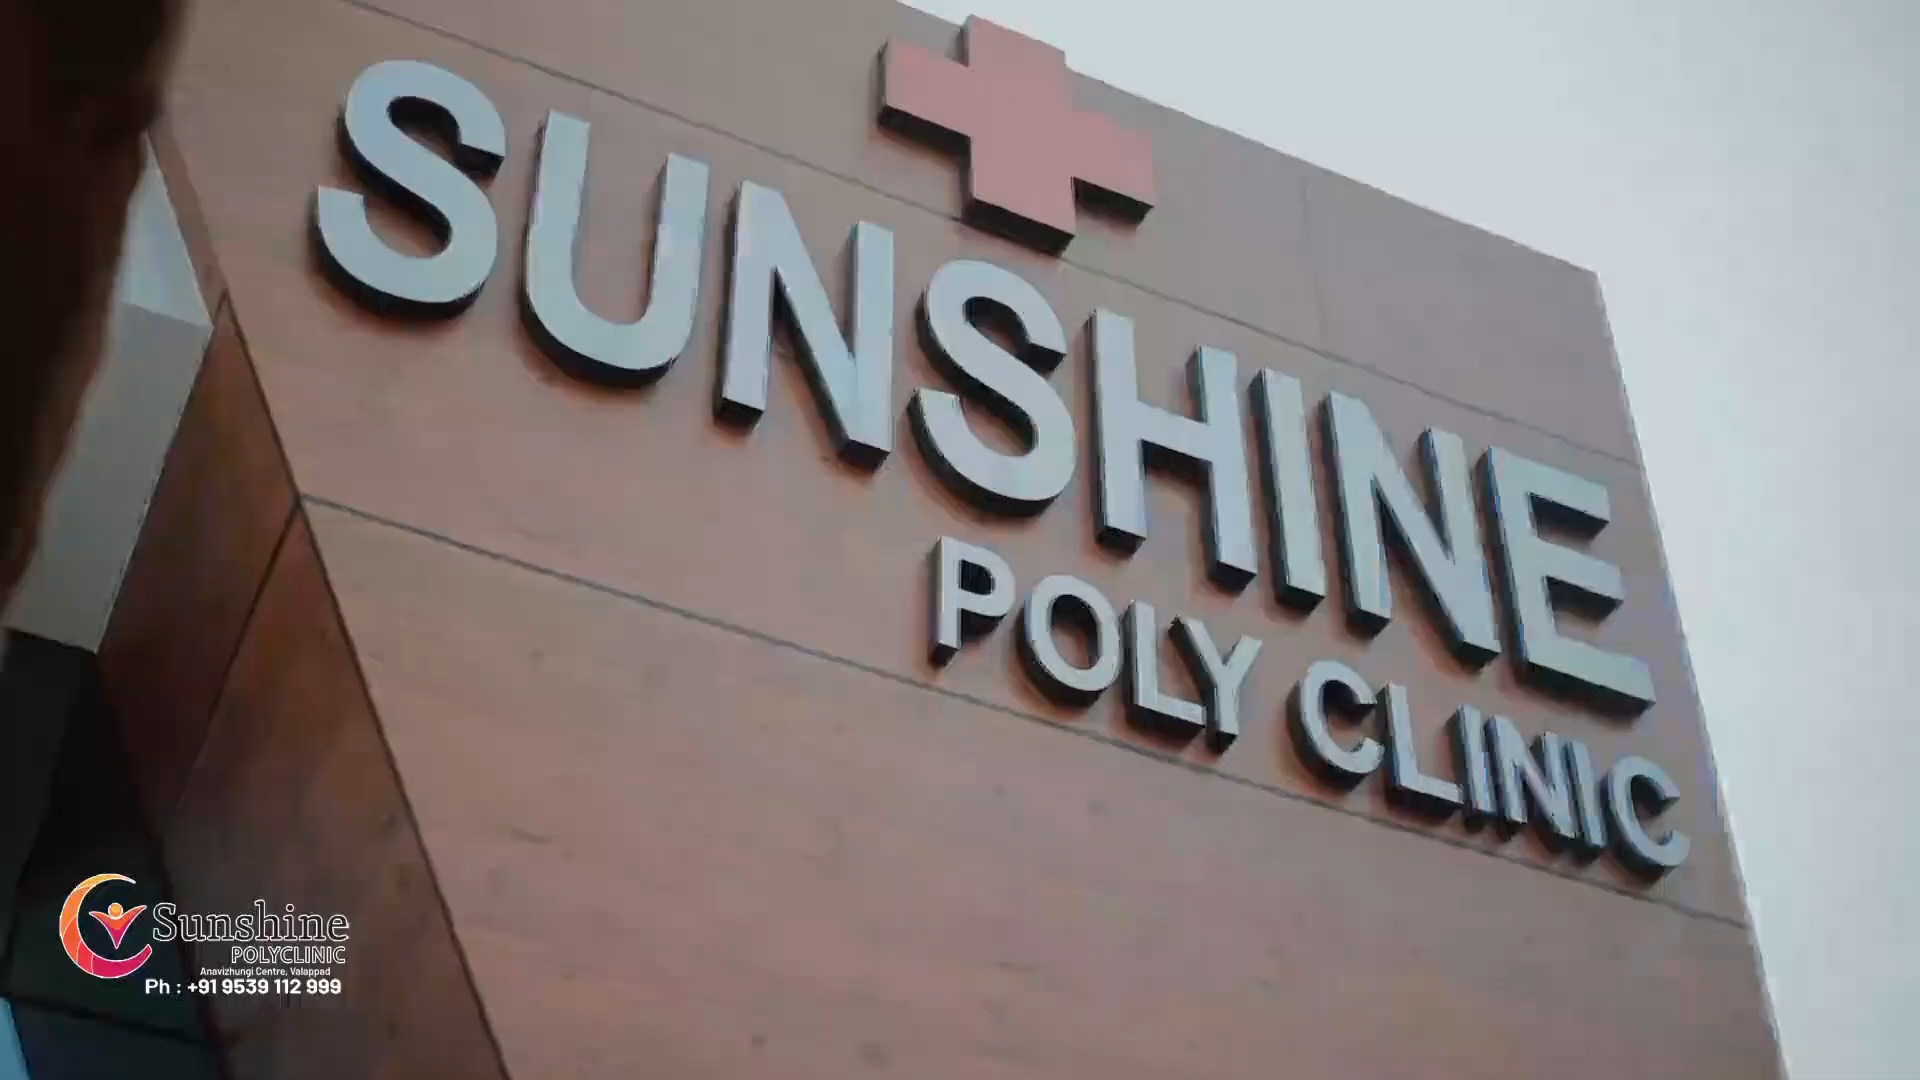 SUNSHINE
POLY CLINIC
Sunshine
POLYCLINIC
Anavizhungi Centre, Valappad
Ph : +91 9539 112 999